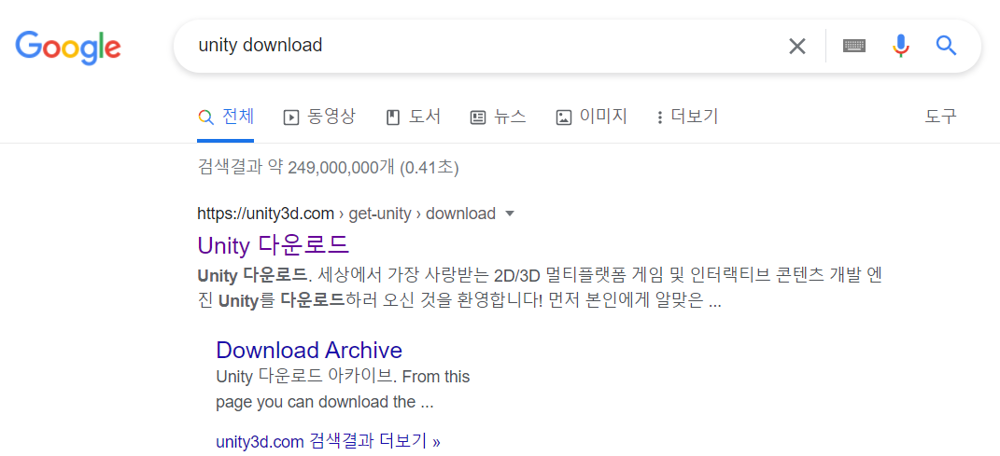 Google
unity download
전체 동영상 도서 뉴스 이미지 더보기 도구
검색결과 약 249,000,000개 (0.41초)
https://unity3d.com › get-unity › download
Unity 다운로드
Unity 다운로드. 세상에서 가장 사랑받는 2D/3D 멀티플랫폼 게임 및 인터랙티브 콘텐츠 개발 엔
진 Unity를 다운로드하러 오신 것을 환영합니다! 먼저 본인에게 알맞은 ...
Download Archive
Unity 다운로드 아카이브. From this
page you can download the ...
unity3d.com 검색결과 더보기 »